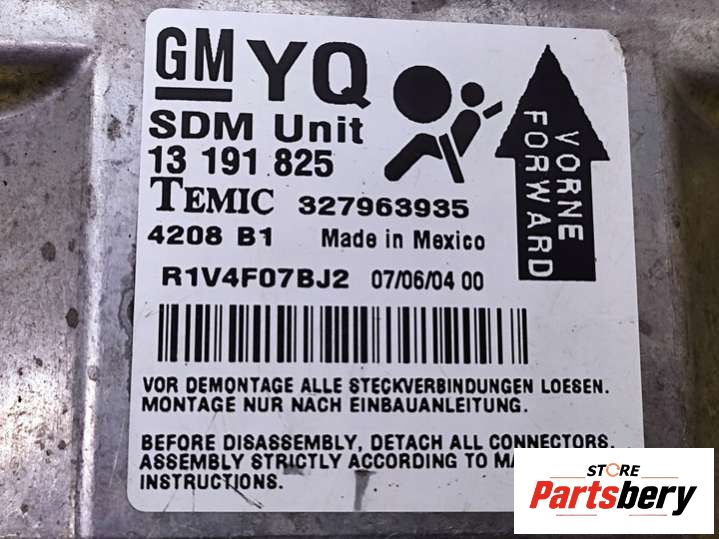 GM YQ
SDM Unit
13 191 825
TEMIC 327963935
4208 B1 Made in Mexico
R1V4F07BJ2 07/06/04 00
VORNE
FORWARD
VOR DEMONTAGE ALLE STECKVERBINDUNGEN LOESEN.
MONTAGE NUR NACH EINBAUANLEITUNG.
BEFORE DISASSEMBLY, DETACH ALL CONNECTORS.
ASSEMBLY STRICTLY ACCORDING TO
INSTRUCTIONS.
STORE
Partsbery